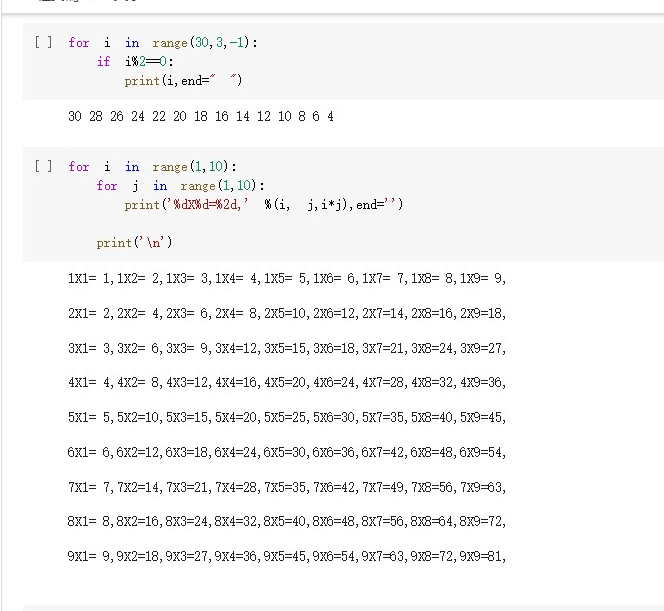 [ ] for i in range(30,3,-1):
if i%2==0:
print(i,end="  ")
30 28 26 24 22 20 18 16 14 12 10 8 6 4
[ ] for i in range(1,10):
for j in range(1,10):
print('%dX%d=%2d,' %(i, j,i*j),end='')
print('\n')
1X1= 1,1X2= 2,1X3= 3,1X4= 4,1X5= 5,1X6= 6,1X7= 7,1X8= 8,1X9= 9,
2X1= 2,2X2= 4,2X3= 6,2X4= 8,2X5=10,2X6=12,2X7=14,2X8=16,2X9=18,
3X1= 3,3X2= 6,3X3= 9,3X4=12,3X5=15,3X6=18,3X7=21,3X8=24,3X9=27,
4X1= 4,4X2= 8,4X3=12,4X4=16,4X5=20,4X6=24,4X7=28,4X8=32,4X9=36,
5X1= 5,5X2=10,5X3=15,5X4=20,5X5=25,5X6=30,5X7=35,5X8=40,5X9=45,
6X1= 6,6X2=12,6X3=18,6X4=24,6X5=30,6X6=36,6X7=42,6X8=48,6X9=54,
7X1= 7,7X2=14,7X3=21,7X4=28,7X5=35,7X6=42,7X7=49,7X8=56,7X9=63,
8X1= 8,8X2=16,8X3=24,8X4=32,8X5=40,8X6=48,8X7=56,8X8=64,8X9=72,
9X1= 9,9X2=18,9X3=27,9X4=36,9X5=45,9X6=54,9X7=63,9X8=72,9X9=81,